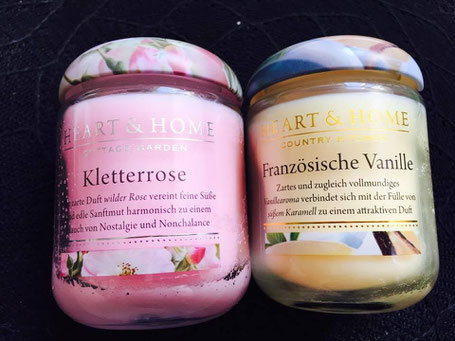 HEART & HOME
COTTAGE GARDEN
Kletterrose
zarte Duft wilder Rose vereint feine Süße
und edle Sanftmut harmonisch zu einem
Hauch von Nostalgie und Nonchalance
HEART & HOME
COUNTRY
Französische Vanille
Zartes und zugleich vollmundiges
Vanillearoma verbindet sich mit der Fülle von
süßem Karamell zu einem attraktiven Duft